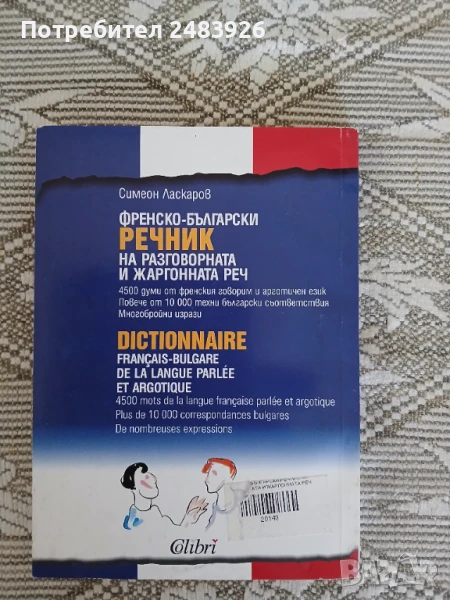 Потребител 2483926
Симеон Ласкаров
ФРЕНСКО-БЪЛГАРСКИ
РЕЧНИК
НА РАЗГОВОРНАТА
И ЖАРГОННАТА РЕЧ
4500 думи от френския говорим и арготичен език
Повече от 10 000 техни български съответствия
Многобройни изрази
DICTIONNAIRE
FRANÇAIS-BULGARE
DE LA LANGUE PARLÉE
ET ARGOTIQUE
4500 mots de la langue française parlée et argotique
Plus de 10 000 correspondances bulgares
De nombreuses expressions
Colibri